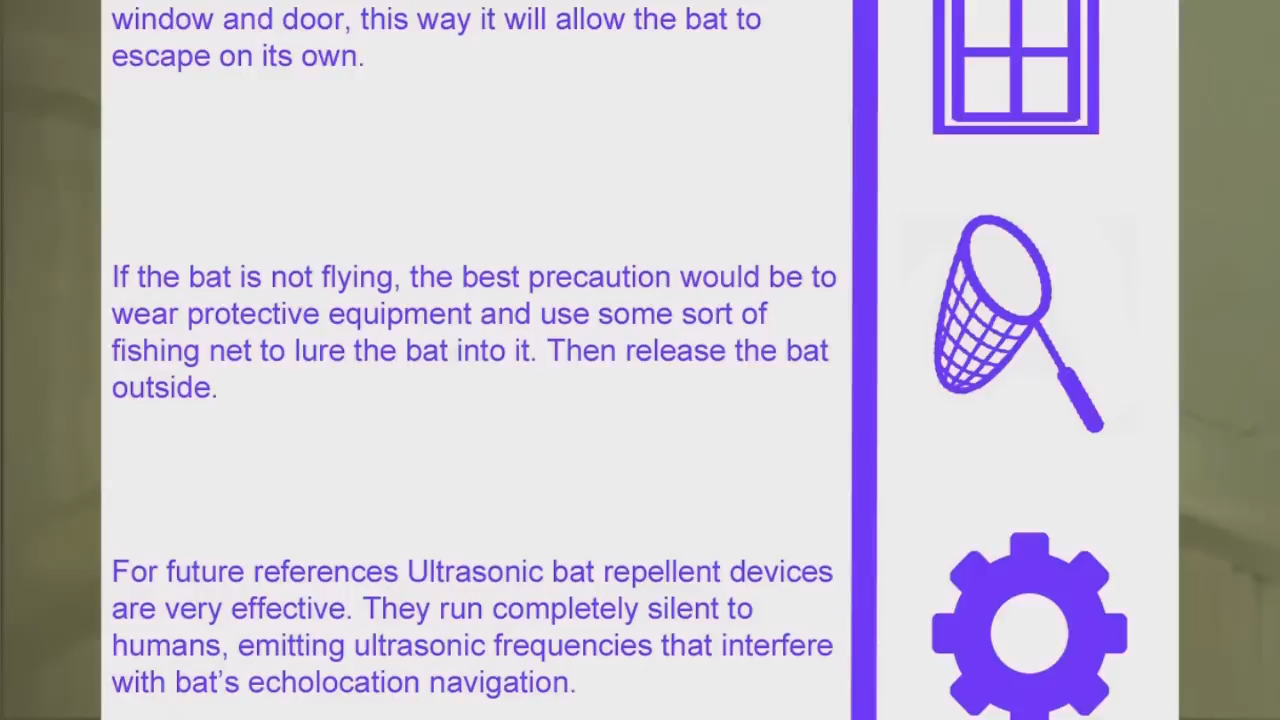 window and door, this way it will allow the bat to
escape on its own.
If the bat is not flying, the best precaution would be to
wear protective equipment and use some sort of
fishing net to lure the bat into it. Then release the bat
outside.
For future references Ultrasonic bat repellent devices
are very effective. They run completely silent to
humans, emitting ultrasonic frequencies that interfere
with bat’s echolocation navigation.